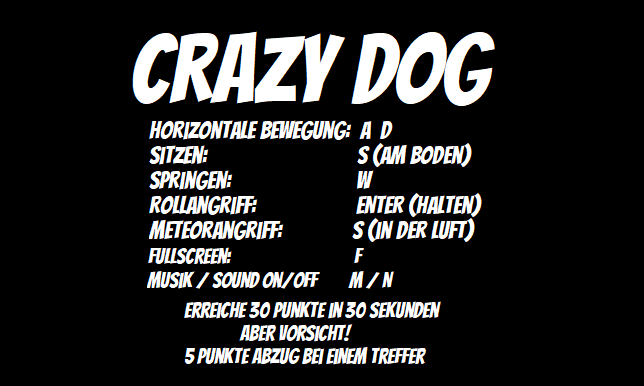 CRAZY DOG
HORIZONTALE BEWEGUNG: A D
SITZEN: S (AM BODEN)
SPRINGEN: W
ROLLANGRIFF: ENTER (HALTEN)
METEORANGRIFF: S (IN DER LUFT)
FULLSCREEN: F
MUSIK / SOUND ON/OFF M / N
ERREICHE 30 PUNKTE IN 30 SEKUNDEN
ABER VORSICHT!
5 PUNKTE ABZUG BEI EINEM TREFFER